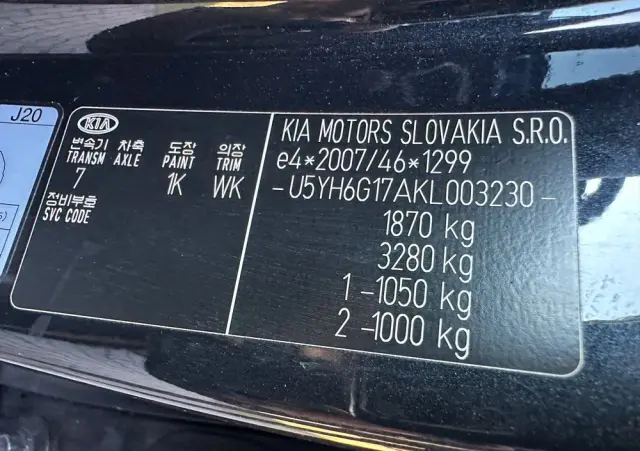 J20
KIA
변속기 차축 도장 의장
TRANSM AXLE PAINT TRIM
7 1K WK
정비부호
SVC CODE
KIA MOTORS SLOVAKIA S.R.O.
e4*2007/46*1299
-U5YH6G17AKL003230-
1870 kg
3280 kg
1-1050 kg
2-1000 kg